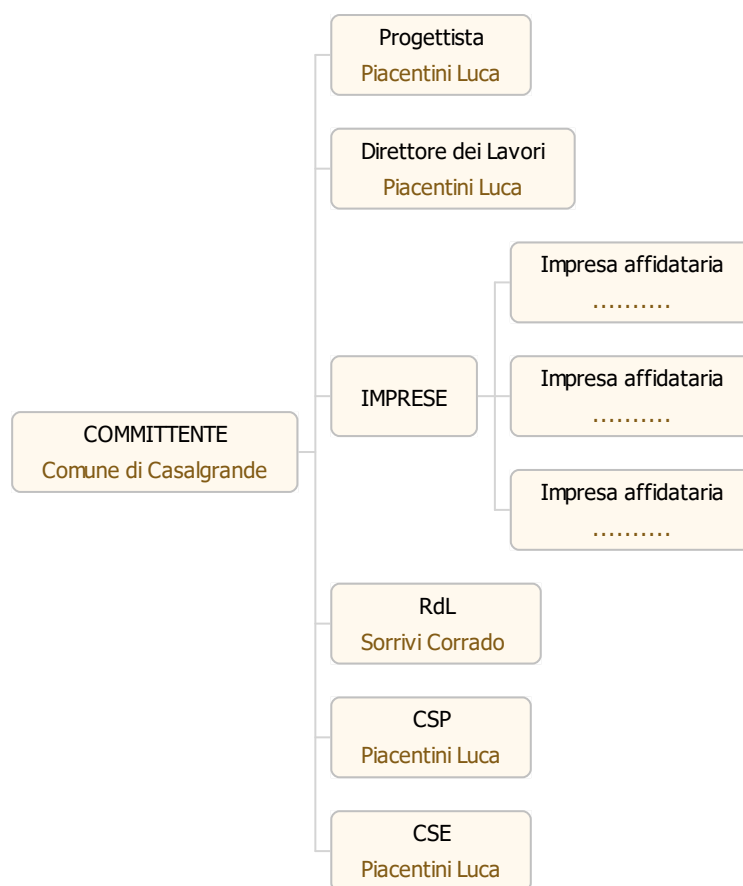 Progettista
Piacentini Luca
Direttore dei Lavori
Piacentini Luca
Impresa affidataria
..........
Impresa affidataria
..........
Impresa affidataria
..........
IMPRESE
COMMITTENTE
Comune di Casalgrande
RdL
Sorrivi Corrado
CSP
Piacentini Luca
CSE
Piacentini Luca